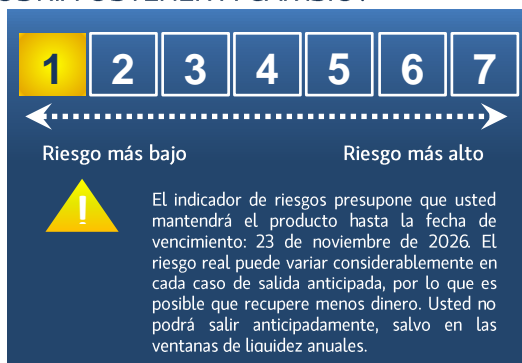 1 2 3 4 5 6 7
Riesgo más bajo Riesgo más alto
!
El indicador de riesgos presupone que usted
mantendrá el producto hasta la fecha de
vencimiento: 23 de noviembre de 2026. El
riesgo real puede variar considerablemente en
cada caso de salida anticipada, por lo que es
posible que recupere menos dinero. Usted no
podrá salir anticipadamente, salvo en las
ventanas de liquidez anuales.